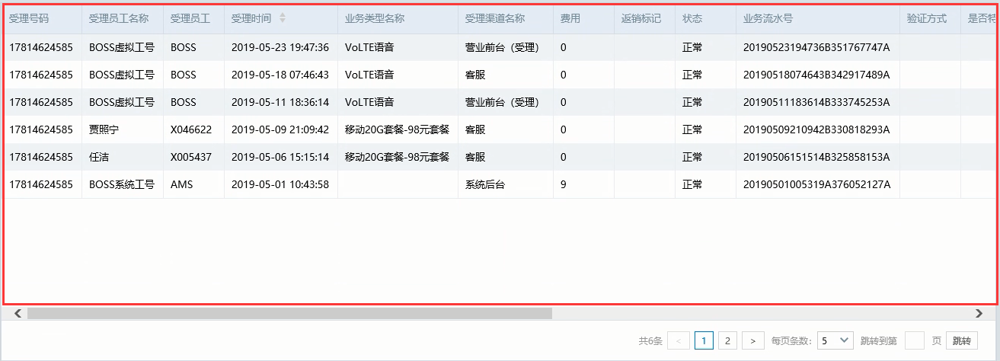 受理号码 受理员工名称 受理员工 受理时间 业务类型名称 受理渠道名称 费用 返销标记 状态 业务流水号 验证方式 是否特
17814624585 BOSS虚拟工号 BOSS 2019-05-23 19:47:36 VoLTE语音 营业前台（受理） 0 正常 20190523194736B351767747A
17814624585 BOSS虚拟工号 BOSS 2019-05-18 07:46:43 VoLTE语音 客服 0 正常 20190518074643B342917489A
17814624585 BOSS虚拟工号 BOSS 2019-05-11 18:36:14 VoLTE语音 营业前台（受理） 0 正常 20190511183614B333745253A
17814624585 贾照宁 X046622 2019-05-09 21:09:42 移动20G套餐-98元套餐 客服 0 正常 20190509210942B330818293A
17814624585 任洁 X005437 2019-05-06 15:15:14 移动20G套餐-98元套餐 客服 0 正常 20190506151514B325858153A
17814624585 BOSS系统工号 AMS 2019-05-01 10:43:58 系统后台 9 正常 20190501005319A376052127A
共6条 < 1 2 > 每页条数: 5 跳转到第 页 跳转